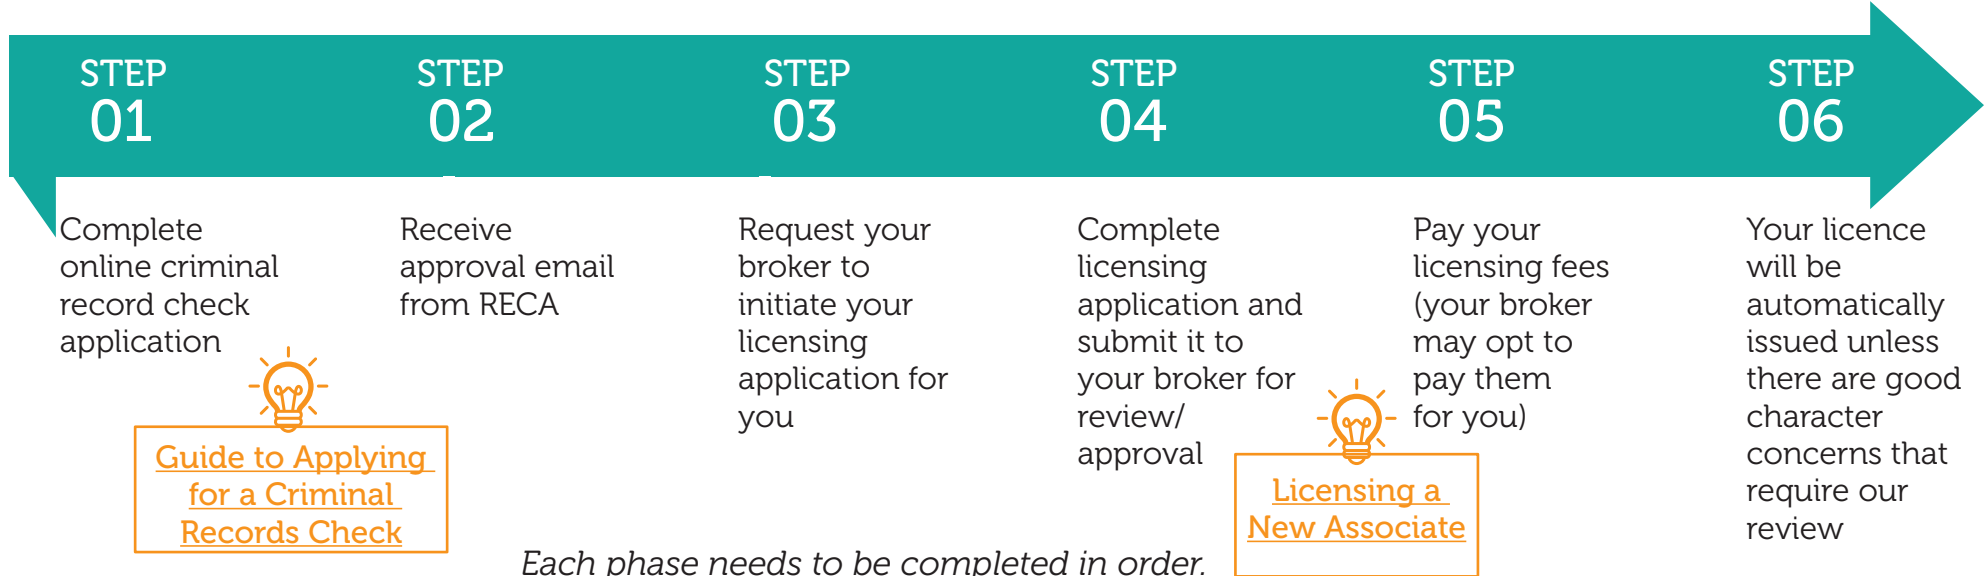 STEP
01
STEP
02
STEP
03
STEP
04
STEP
05
STEP
06
Complete
online criminal
record check
application
Receive
approval email
from RECA
Request your
broker to
initiate your
licensing
application for
you
Complete
licensing
application and
submit it to
your broker for
review/
approval
Pay your
licensing fees
(your broker
may opt to
pay them
for you)
Your licence
will be
automatically
issued unless
there are good
character
concerns that
require our
review
Guide to Applying
for a Criminal
Records Check
Licensing a
New Associate
Each phase needs to be completed in order.